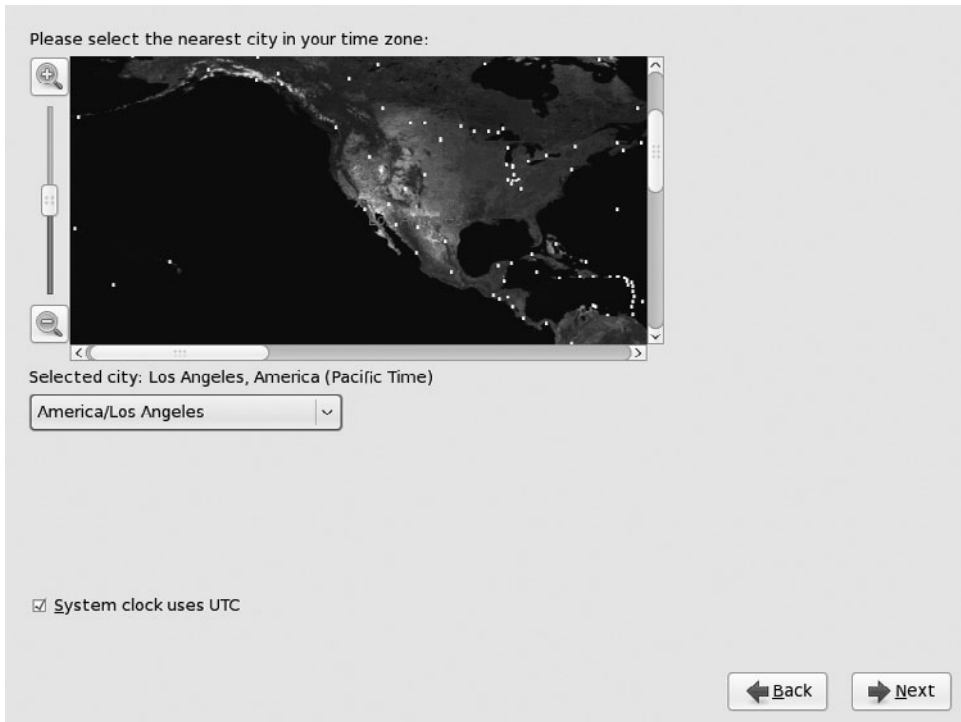 Please select the nearest city in your time zone:
Selected city: Los Angeles, America (Pacific Time)
America/Los Angeles
System clock uses UTC
Back
Next